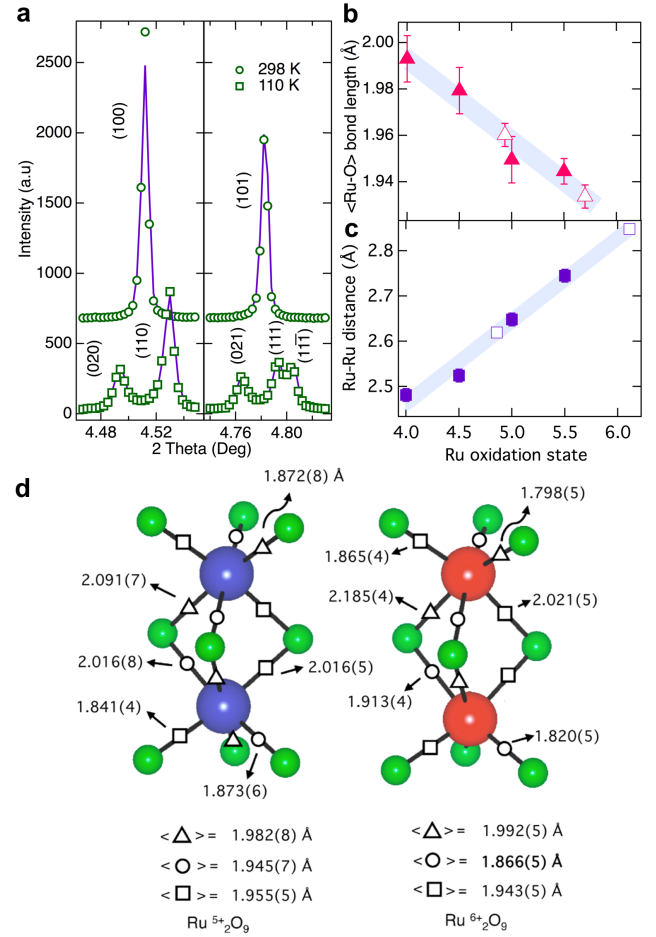 a
b
2500
2000
1500
1000
500
0
Intensity (a.u)
298 K
110 K
(100)
(101)
(020)
(110)
(021)
(111)
(11̅1)
4.48
4.52
4.76
4.80
2 Theta (Deg)
2.00
1.98
1.96
1.94
<Ru-O> bond length (Å)
c
2.8
2.7
2.6
2.5
Ru-Ru distance (Å)
4.0
4.5
5.0
5.5
6.0
Ru oxidation state
d
1.872(8) Å
2.091(7)
2.016(8)
2.016(5)
1.841(4)
1.873(6)
1.798(5)
1.865(4)
2.185(4)
2.021(5)
1.913(4)
1.820(5)
<△>= 1.982(8) Å
<○>= 1.945(7) Å
<□>= 1.955(5) Å
Ru ⁵⁺₂O₉
<△>= 1.992(5) Å
<○>= 1.866(5) Å
<□>= 1.943(5) Å
Ru ⁶⁺₂O₉